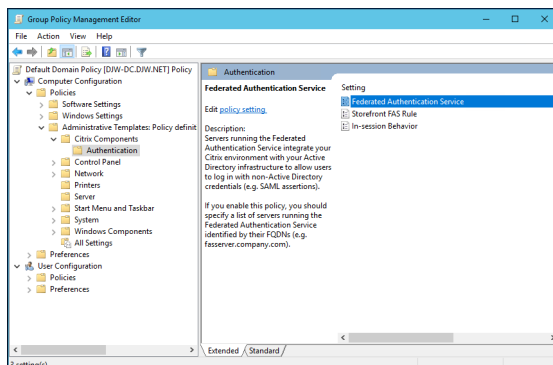 Group Policy Management Editor
File Action View Help
Default Domain Policy [DJW-DC.DJW.NET] Policy
Computer Configuration
Policies
Software Settings
Windows Settings
Administrative Templates: Policy definit
Citrix Components
Authentication
Control Panel
Network
Printers
Server
Start Menu and Taskbar
System
Windows Components
All Settings
Preferences
User Configuration
Policies
Preferences
Authentication
Federated Authentication Service
Edit policy setting.
Description:
Servers running the Federated
Authentication Service integrate your
Citrix environment with your Active
Directory infrastructure to allow users
to log in with non-Active Directory
credentials (e.g. SAML assertions).
If you enable this policy, you should
specify a list of servers running the
Federated Authentication Service
identified by their FQDNs (e.g.
fasserver.company.com).
Setting
Federated Authentication Service
Storefront FAS Rule
In-session Behavior
Extended Standard
3 setting(s)